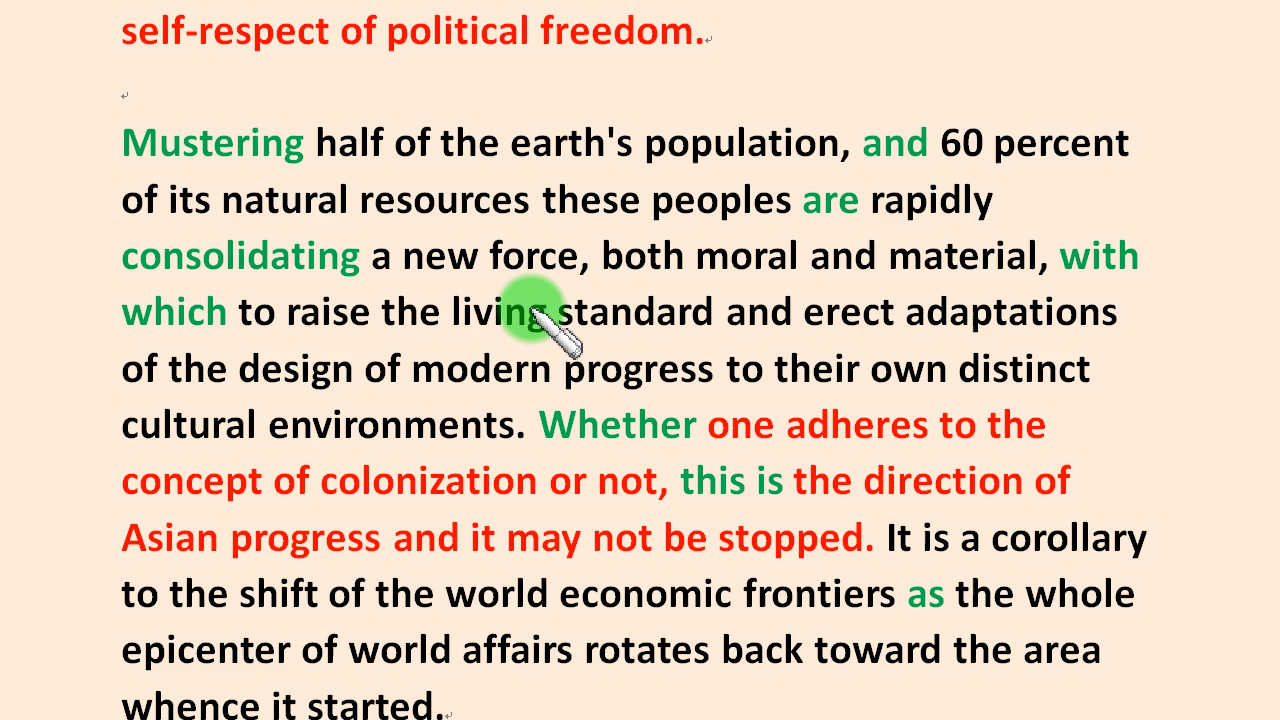 self-respect of political freedom.
Mustering half of the earth's population, and 60 percent
of its natural resources these peoples are rapidly
consolidating a new force, both moral and material, with
which to raise the living standard and erect adaptations
of the design of modern progress to their own distinct
cultural environments. Whether one adheres to the
concept of colonization or not, this is the direction of
Asian progress and it may not be stopped. It is a corollary
to the shift of the world economic frontiers as the whole
epicenter of world affairs rotates back toward the area
whence it started.